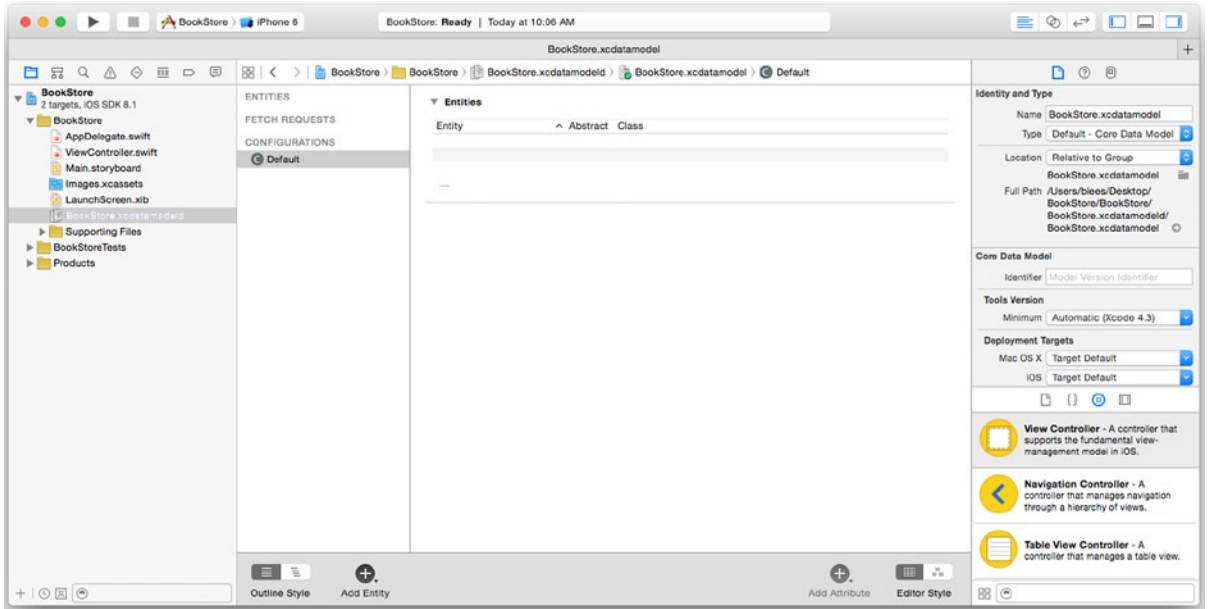 BookStore iPhone 6
BookStore: Ready | Today at 10:06 AM
BookStore.xcdatamodel
BookStore BookStore BookStore.xcdatamodeld BookStore.xcdatamodel Default
BookStore
2 targets, iOS SDK 8.1
BookStore
AppDelegate.swift
ViewController.swift
Main.storyboard
Images.xcassets
LaunchScreen.xib
BookStore.xcdatamodeld
Supporting Files
BookStoreTests
Products
ENTITIES
FETCH REQUESTS
CONFIGURATIONS
C Default
Entities
Entity Abstract Class
Outline Style
Add Entity
Add Attribute
Editor Style
Identity and Type
Name BookStore.xcdatamodel
Type Default - Core Data Model
Location Relative to Group
BookStore.xcdatamodel
Full Path /Users/blees/Desktop/
BookStore/BookStore/
BookStore.xcdatamodeld/
BookStore.xcdatamodel
Core Data Model
Identifier Model Version Identifier
Tools Version
Minimum Automatic (Xcode 4.3)
Deployment Targets
Mac OS X Target Default
iOS Target Default
View Controller - A controller that
supports the fundamental view-
management model in iOS.
Navigation Controller - A
controller that manages navigation
through a hierarchy of views.
Table View Controller - A
controller that manages a table view.